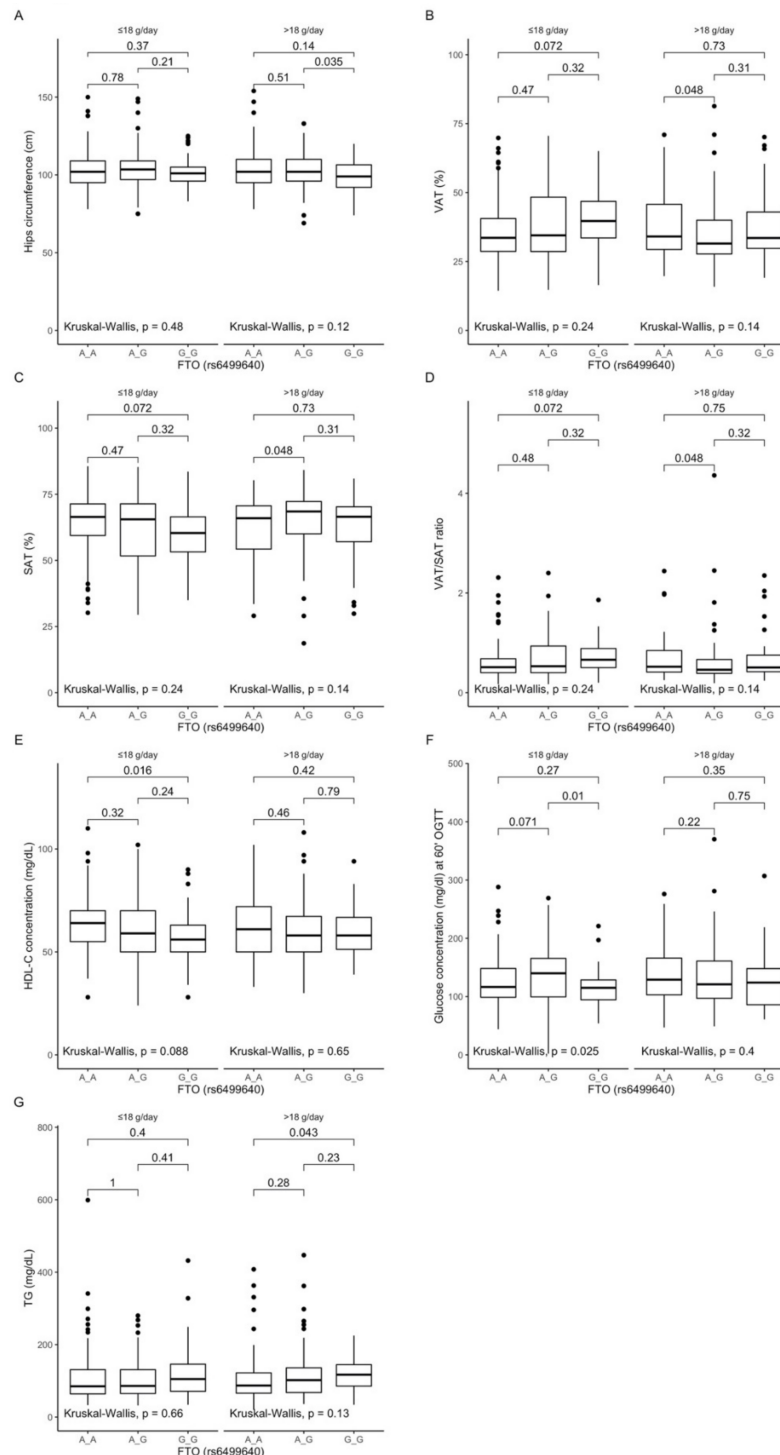 A
≤18 g/day >18 g/day
0.37 0.14
0.21 0.035
0.78 0.51
150
100
50
0
Hips circumference (cm)
Kruskal-Wallis, p = 0.48 Kruskal-Wallis, p = 0.12
A_A A_G G_G A_A A_G G_G
FTO (rs6499640)
B
≤18 g/day >18 g/day
0.072 0.73
0.32 0.31
0.47 0.048
100
75
50
25
0
VAT (%)
Kruskal-Wallis, p = 0.24 Kruskal-Wallis, p = 0.14
A_A A_G G_G A_A A_G G_G
FTO (rs6499640)
C
≤18 g/day >18 g/day
0.072 0.73
0.32 0.31
0.47 0.048
100
75
50
25
0
SAT (%)
Kruskal-Wallis, p = 0.24 Kruskal-Wallis, p = 0.14
A_A A_G G_G A_A A_G G_G
FTO (rs6499640)
D
≤18 g/day >18 g/day
0.072 0.75
0.32 0.32
0.48 0.048
4
2
0
VAT/SAT ratio
Kruskal-Wallis, p = 0.24 Kruskal-Wallis, p = 0.14
A_A A_G G_G A_A A_G G_G
FTO (rs6499640)
E
≤18 g/day >18 g/day
0.016 0.42
0.24 0.79
0.32 0.46
100
50
0
HDL-C concentration (mg/dL)
Kruskal-Wallis, p = 0.088 Kruskal-Wallis, p = 0.65
A_A A_G G_G A_A A_G G_G
FTO (rs6499640)
F
≤18 g/day >18 g/day
0.27 0.35
0.01 0.75
0.071 0.22
500
400
300
200
100
0
Glucose concentration (mg/dl) at 60' OGTT
Kruskal-Wallis, p = 0.025 Kruskal-Wallis, p = 0.4
A_A A_G G_G A_A A_G G_G
FTO (rs6499640)
G
≤18 g/day >18 g/day
0.4 0.043
0.41 0.23
1 0.28
800
600
400
200
0
TG (mg/dL)
Kruskal-Wallis, p = 0.66 Kruskal-Wallis, p = 0.13
A_A A_G G_G A_A A_G G_G
FTO (rs6499640)